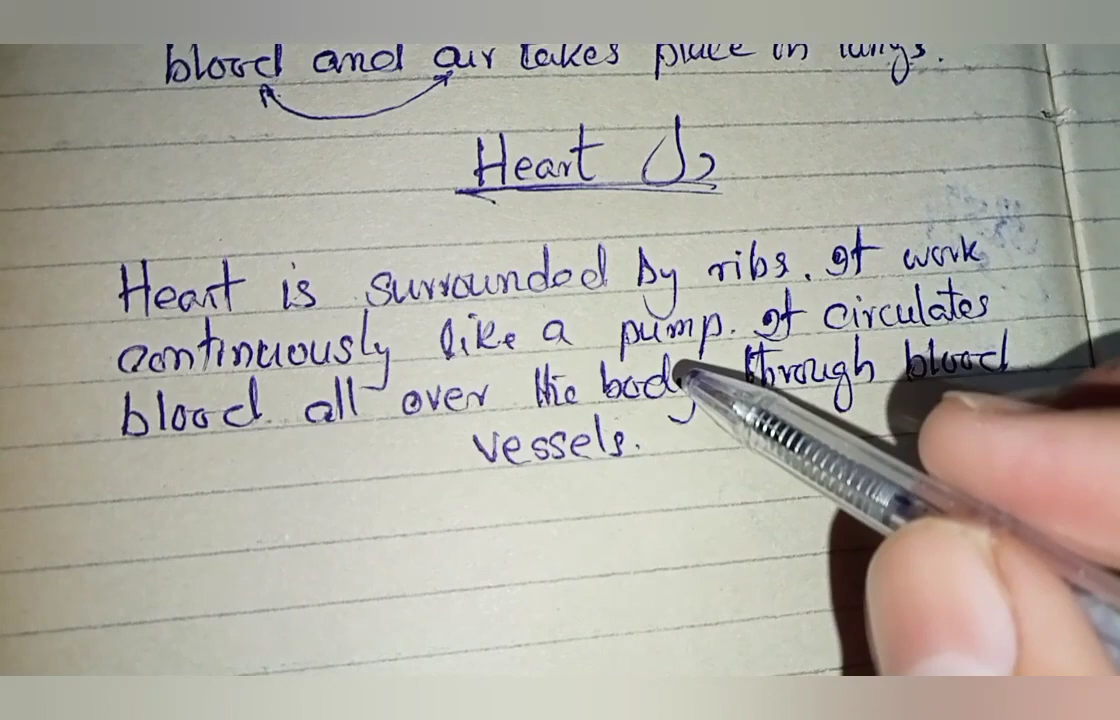 blood and air takes place in lungs.
Heart دل
Heart is surrounded by ribs. It work
continuously like a pump. It circulates
blood all over the body through blood
vessels.